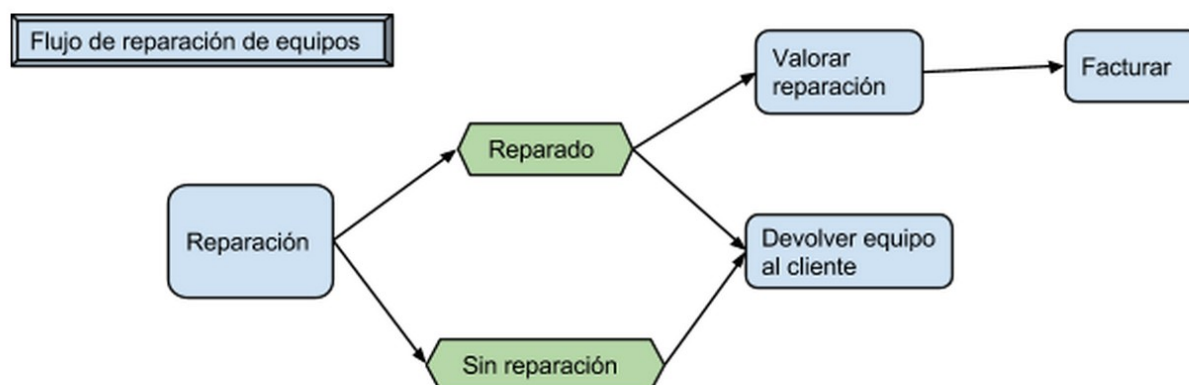 Flujo de reparación de equipos
Valorar
reparación
Facturar
Reparado
Reparación
Devolver equipo
al cliente
Sin reparación